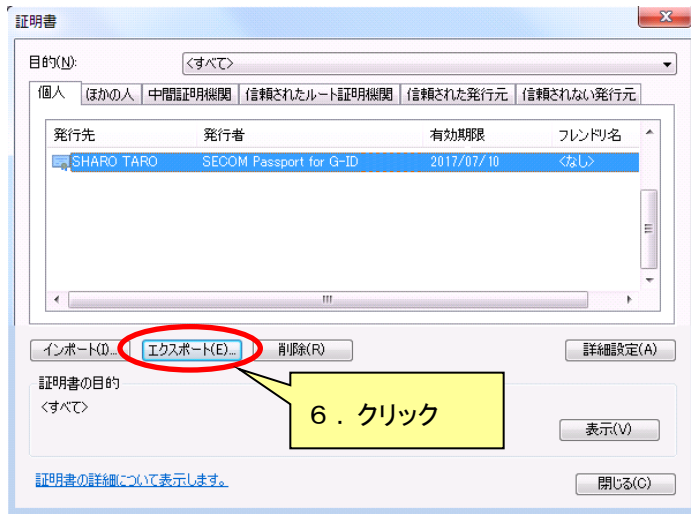 証明書
目的(N): <すべて>
個人 ほかの人 中間証明機関 信頼されたルート証明機関 信頼された発行元 信頼されない発行元
発行先 発行者 有効期限 フレンドリ名
SHARO TARO SECOM Passport for G-ID 2017/07/10 <なし>
インポート(I)... エクスポート(E)... 削除(R) 詳細設定(A)
証明書の目的
<すべて>
6．クリック
表示(V)
証明書の詳細について表示します。
閉じる(C)